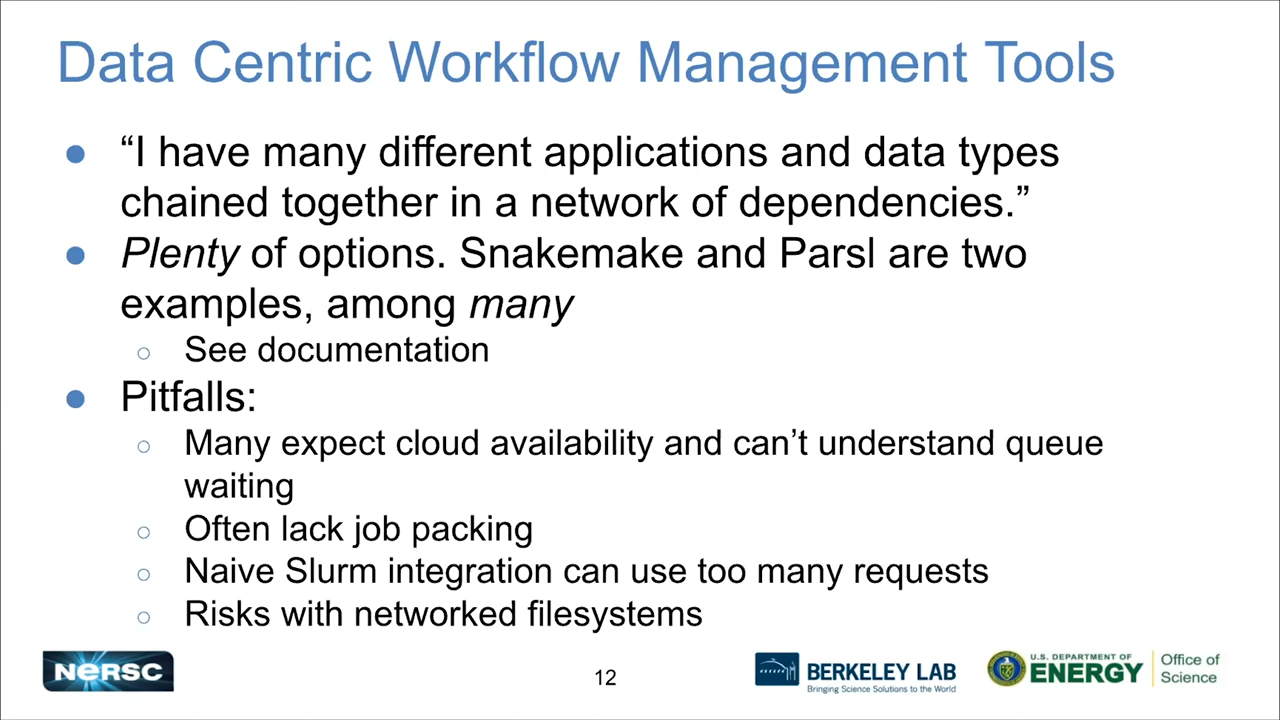 Data Centric Workflow Management Tools
● “I have many different applications and data types
chained together in a network of dependencies.”
● Plenty of options. Snakemake and Parsl are two
examples, among many
○ See documentation
● Pitfalls:
○ Many expect cloud availability and can’t understand queue
waiting
○ Often lack job packing
○ Naive Slurm integration can use too many requests
○ Risks with networked filesystems
NERSC
12
BERKELEY LAB
Bringing Science Solutions to the World
U.S. DEPARTMENT OF
ENERGY
Office of
Science